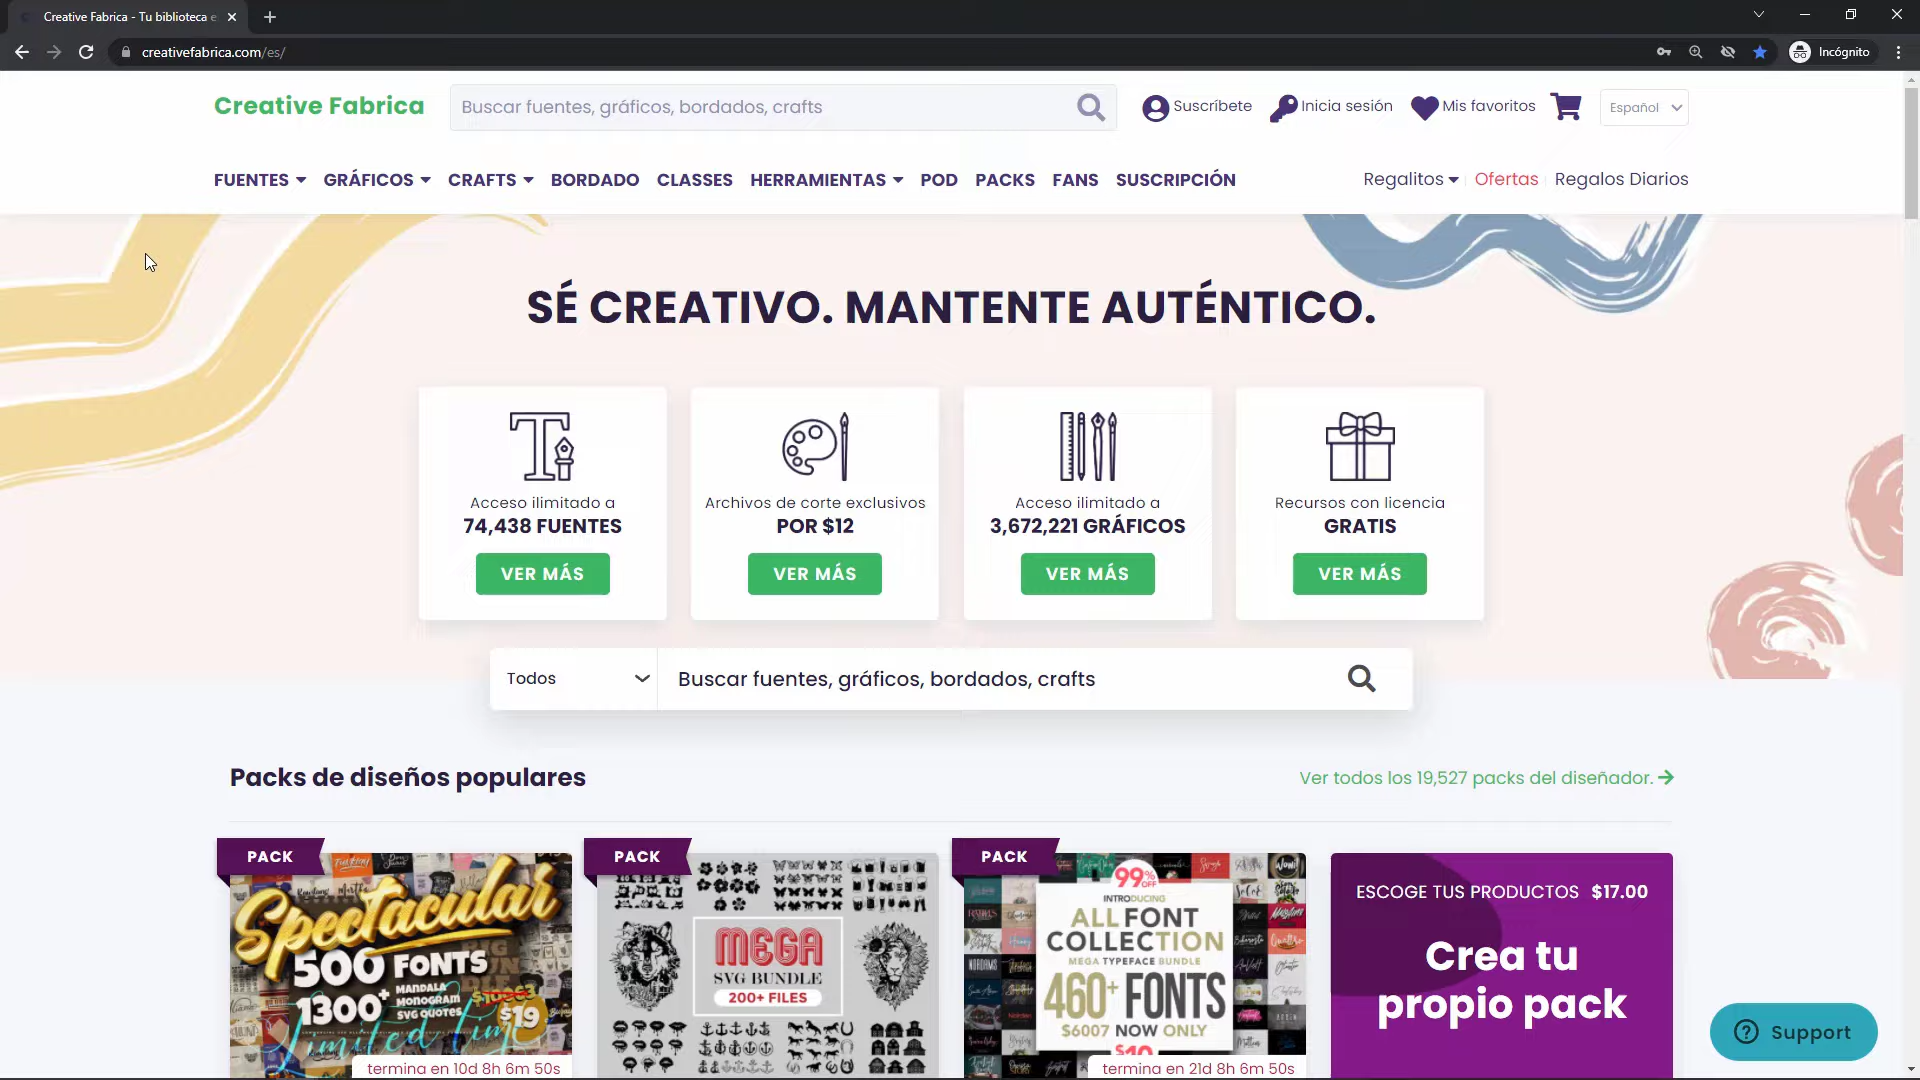 Creative Fabrica - Tu biblioteca e
creativefabrica.com/es/
Incógnito
Creative Fabrica
Buscar fuentes, gráficos, bordados, crafts
Suscríbete
Inicia sesión
Mis favoritos
Español
FUENTES
GRÁFICOS
CRAFTS
BORDADO
CLASSES
HERRAMIENTAS
POD
PACKS
FANS
SUSCRIPCIÓN
Regalitos
Ofertas
Regalos Diarios
SÉ CREATIVO. MANTENTE AUTÉNTICO.
Acceso ilimitado a
74,438 FUENTES
VER MÁS
Archivos de corte exclusivos
POR $12
VER MÁS
Acceso ilimitado a
3,672,221 GRÁFICOS
VER MÁS
Recursos con licencia
GRATIS
VER MÁS
Todos
Buscar fuentes, gráficos, bordados, crafts
Packs de diseños populares
Ver todos los 19,527 packs del diseñador.
PACK
Spectacular
500 FONTS
1300+
MANDALA
MONOGRAM
SVG QUOTES
$19
Limited time
termina en 10d 8h 6m 50s
PACK
MEGA
SVG BUNDLE
200+ FILES
PACK
99%
OFF
INTRODUCING
ALL FONT
COLLECTION
MEGA TYPEFACE BUNDLE
460+ FONTS
$6007 NOW ONLY
$19
termina en 21d 8h 6m 50s
ESCOGE TUS PRODUCTOS $17.00
Crea tu
propio pack
Support